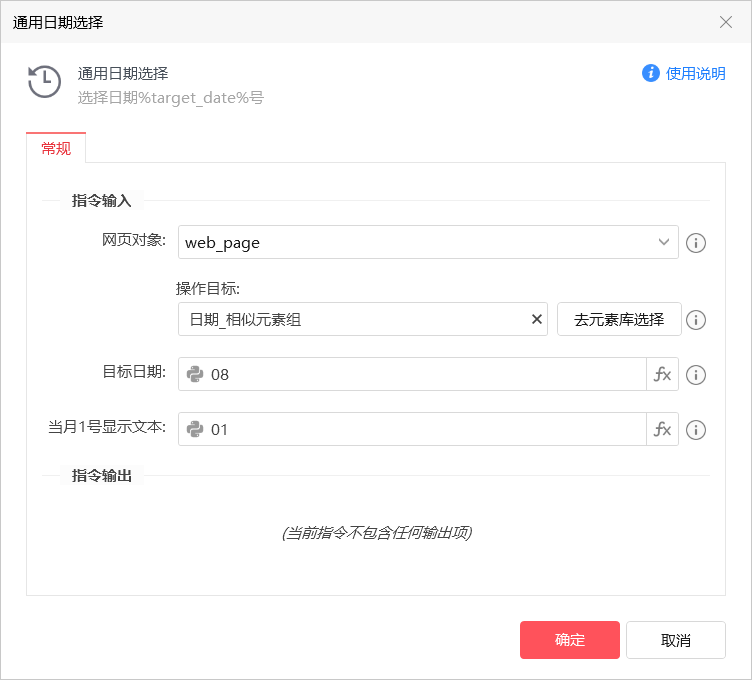 通用日期选择
通用日期选择
使用说明
选择日期%target_date%号
常规
指令输入
网页对象:
web_page
操作目标:
日期_相似元素组
去元素库选择
目标日期:
08
fx
当月1号显示文本:
01
fx
指令输出
(当前指令不包含任何输出项)
确定
取消